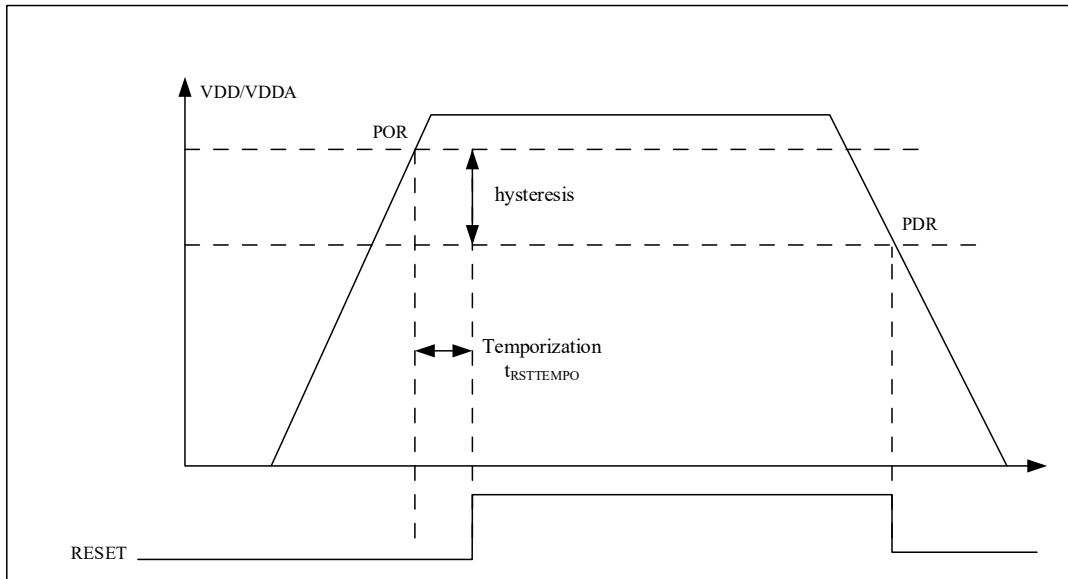 VDD/VDDA
POR
hysteresis
PDR
Temporization
tRSTTEMPO
RESET